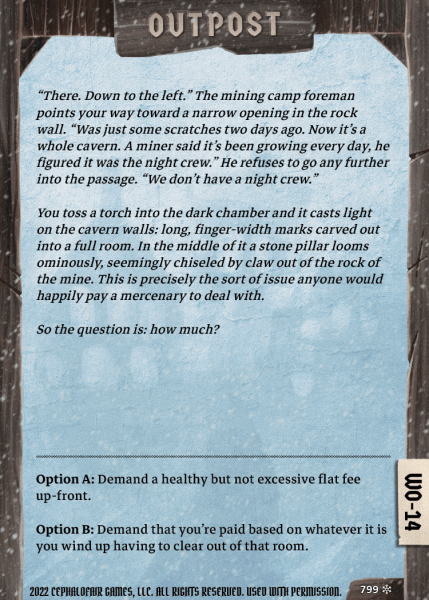 OUTPOST
“There. Down to the left.” The mining camp foreman
points your way toward a narrow opening in the rock
wall. “Was just some scratches two days ago. Now it’s a
whole cavern. A miner said it’s been growing every day, he
figured it was the night crew.” He refuses to go any further
into the passage. “We don’t have a night crew.”
You toss a torch into the dark chamber and it casts light
on the cavern walls: long, finger-width marks carved out
into a full room. In the middle of it a stone pillar looms
ominously, seemingly chiseled by claw out of the rock of
the mine. This is precisely the sort of issue anyone would
happily pay a mercenary to deal with.
So the question is: how much?
Option A: Demand a healthy but not excessive flat fee
up-front.
Option B: Demand that you’re paid based on whatever it is
you wind up having to clear out of that room.
WO-14
2022 CEPHALOFAIR GAMES, LLC. ALL RIGHTS RESERVED. USED WITH PERMISSION.
799